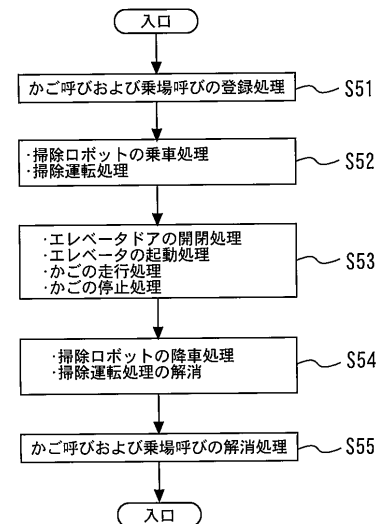 入口
かご呼びおよび乗場呼びの登録処理
S51
・掃除ロボットの乗車処理
・掃除運転処理
S52
・エレベータドアの開閉処理
・エレベータの起動処理
・かごの走行処理
・かごの停止処理
S53
・掃除ロボットの降車処理
・掃除運転処理の解消
S54
かご呼びおよび乗場呼びの解消処理
S55
入口